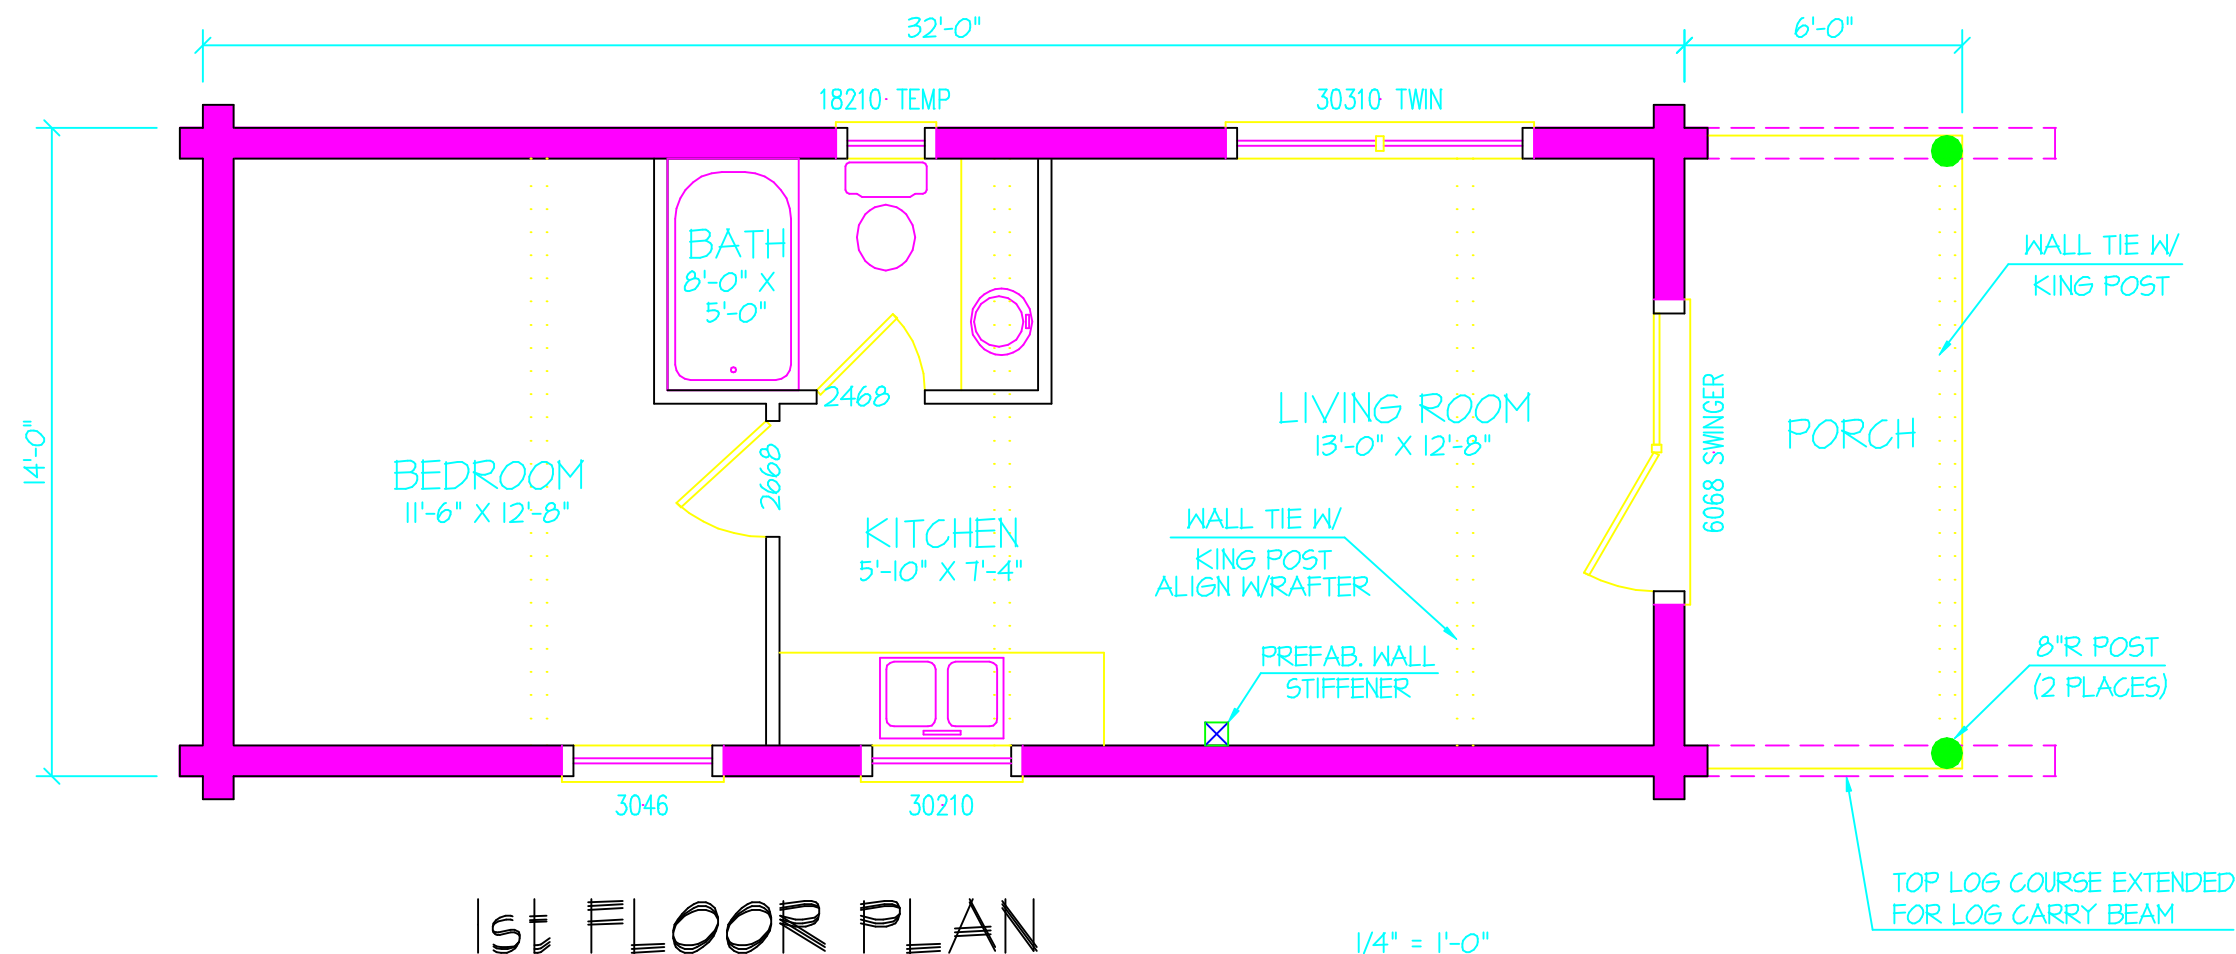 32'-0"
6'-0"
18210 TEMP
30310 TWIN
14'-0"
BATH
8'-0" X
5'-0"
2468
2668
BEDROOM
11'-6" X 12'-8"
KITCHEN
5'-10" X 7'-4"
LIVING ROOM
13'-0" X 12'-8"
WALL TIE W/
KING POST
ALIGN W/RAFTER
PREFAB. WALL
STIFFENER
6068 SWINGER
PORCH
WALL TIE W/
KING POST
8"R POST
(2 PLACES)
3046
30210
TOP LOG COURSE EXTENDED
FOR LOG CARRY BEAM
1st FLOOR PLAN
1/4" = 1'-0"